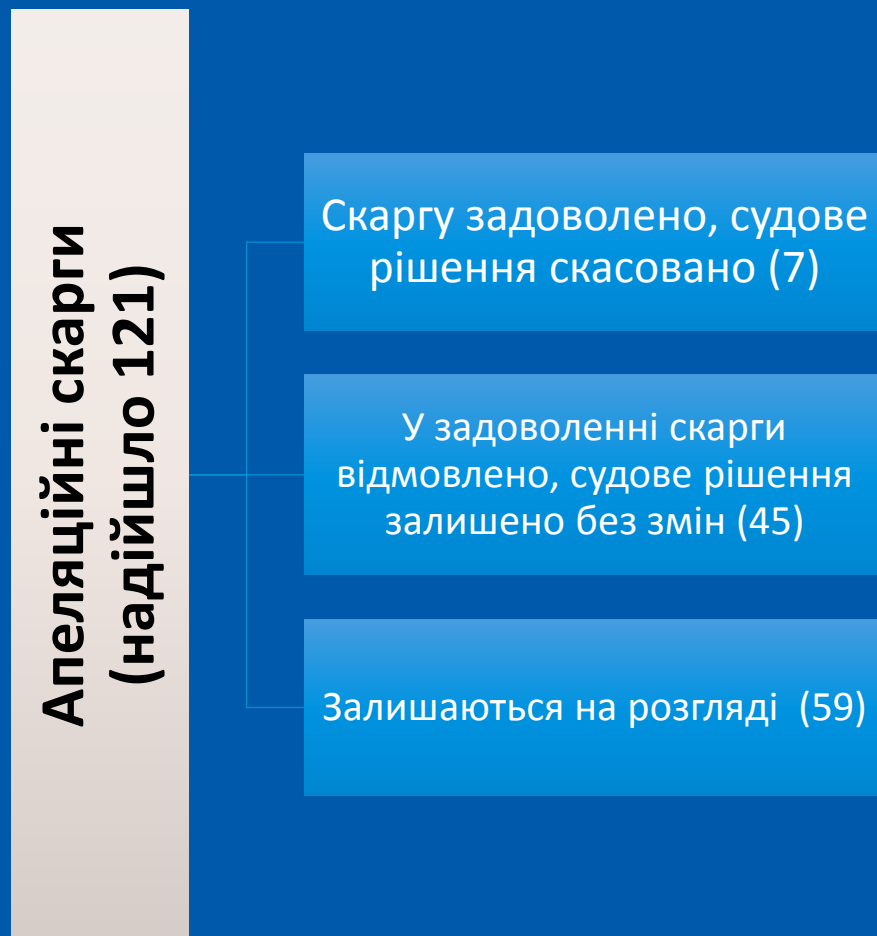 Апеляційні скарги
(надійшло 121)
Скаргу задоволено, судове
рішення скасовано (7)
У задоволенні скарги
відмовлено, судове рішення
залишено без змін (45)
Залишаються на розгляді (59)